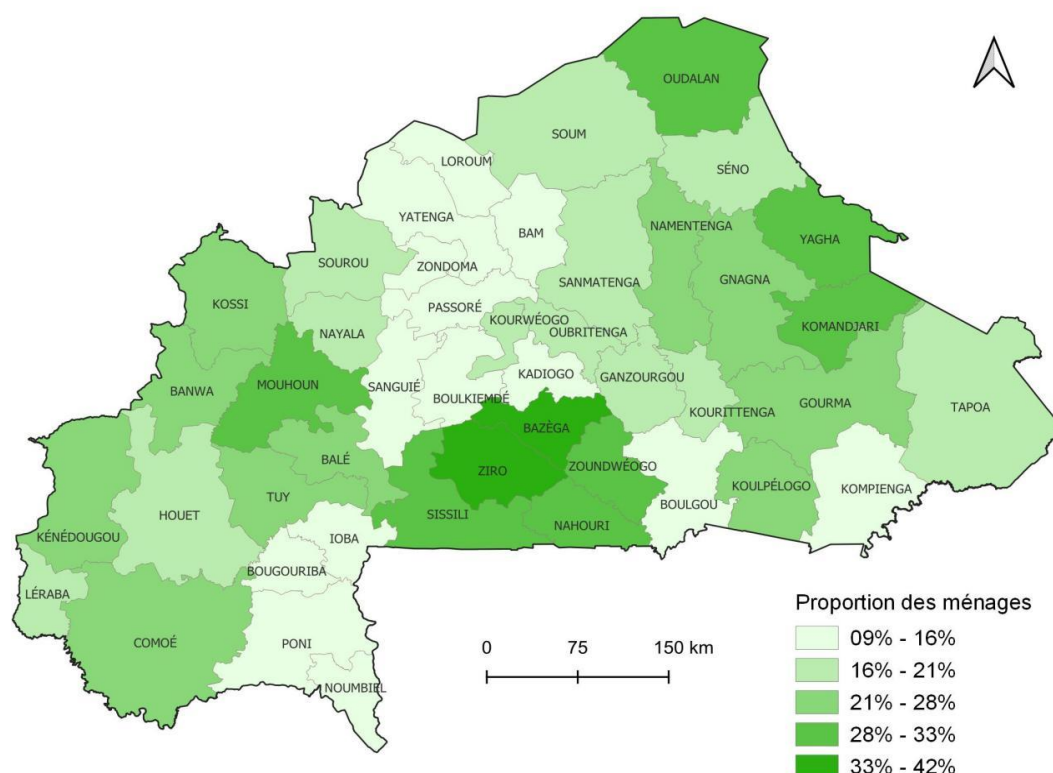 OUDALAN
SOUM
SÉNO
LOROUM
YATENGA
BAM
NAMENTENGA
YAGHA
SOUROU
ZONDOMA
SANMATENGA
GNAGNA
KOSSI
PASSORÉ
KOURWÉOGO
OUBRITENGA
KOMANDJARI
NAYALA
KADIOGO
GANZOURGOU
MOUHOUN
SANGUIÉ
BANWA
BOULKIEMDÉ
KOURITTENGA
GOURMA
TAPOA
BAZÈGA
BALÉ
ZIRO
ZOUNDWÉOGO
TUY
BOULGOU
KOULPÉLOGO
KOMPIENGA
HOUET
SISSILI
NAHOURI
KÉNÉDOUGOU
IOBA
BOUGOURIBA
LÉRABA
COMOÉ
PONI
NOUMBIEL
0 75 150 km
Proportion des ménages
09% - 16%
16% - 21%
21% - 28%
28% - 33%
33% - 42%